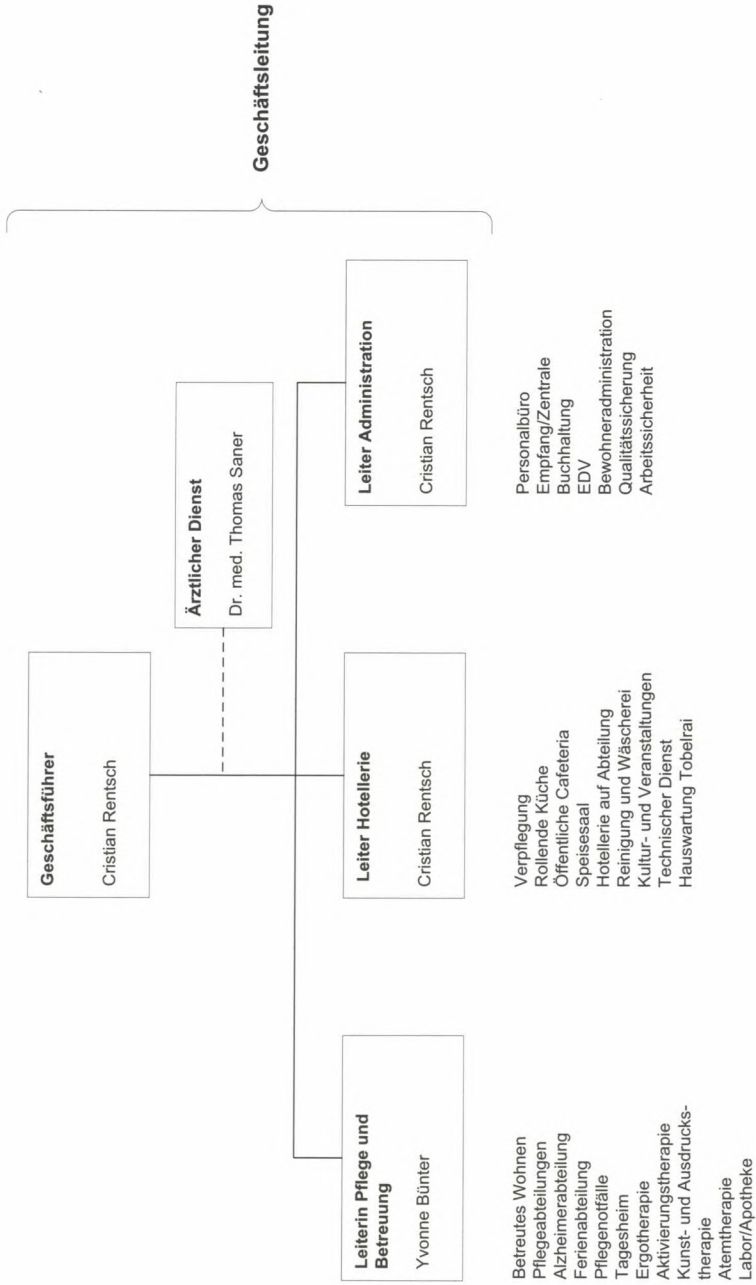 Geschäftsleitung
Geschäftsführer
Cristian Rentsch
Ärztlicher Dienst
Dr. med. Thomas Saner
Leiterin Pflege und
Betreuung
Yvonne Bünter
Leiter Hotellerie
Cristian Rentsch
Leiter Administration
Cristian Rentsch
Betreutes Wohnen
Pflegeabteilungen
Alzheimerabteilung
Ferienabteilung
Pflegenotfälle
Tagesheim
Ergotherapie
Aktivierungstherapie
Kunst- und Ausdrucks-
therapie
Atemtherapie
Labor/Apotheke
Verpflegung
Rollende Küche
Öffentliche Cafeteria
Speisesaal
Hotellerie auf Abteilung
Reinigung und Wäscherei
Kultur- und Veranstaltungen
Technischer Dienst
Hauswartung Tobelrai
Personalbüro
Empfang/Zentrale
Buchhaltung
EDV
Bewohneradministration
Qualitätssicherung
Arbeitssicherheit